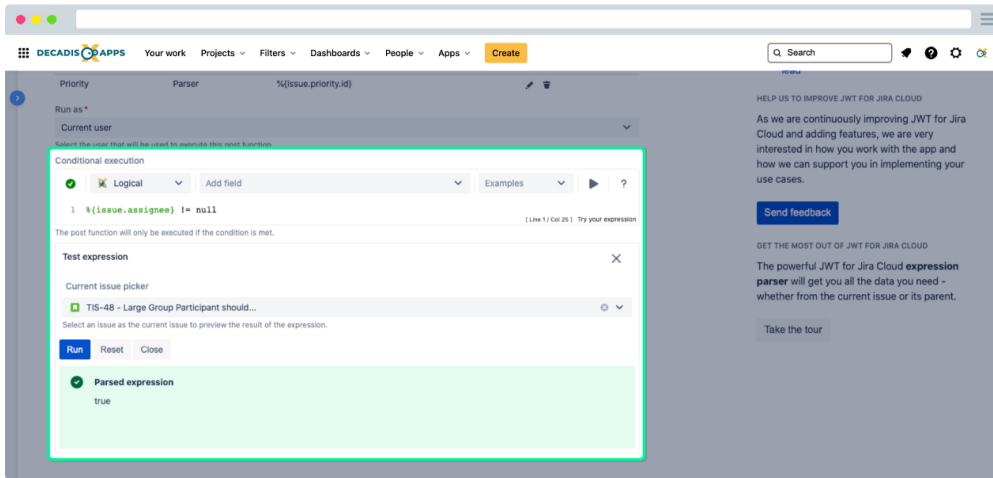 DECADIS APPS Your work Projects Filters Dashboards People Apps Create Search
Priority Parser %{issue.priority.id}
Run as *
Current user
Select the user that will be used to execute this post function
Conditional execution
Logical Add field Examples ?
1 %{issue.assignee} != null
[ Line 1 / Col 25 ] Try your expression
The post function will only be executed if the condition is met.
Test expression
Current issue picker
TIS-48 - Large Group Participant should...
Select an issue as the current issue to preview the result of the expression.
Run Reset Close
Parsed expression
true
lead
HELP US TO IMPROVE JWT FOR JIRA CLOUD
As we are continuously improving JWT for Jira
Cloud and adding features, we are very
interested in how you work with the app and
how we can support you in implementing your
use cases.
Send feedback
GET THE MOST OUT OF JWT FOR JIRA CLOUD
The powerful JWT for Jira Cloud expression
parser will get you all the data you need -
whether from the current issue or its parent.
Take the tour